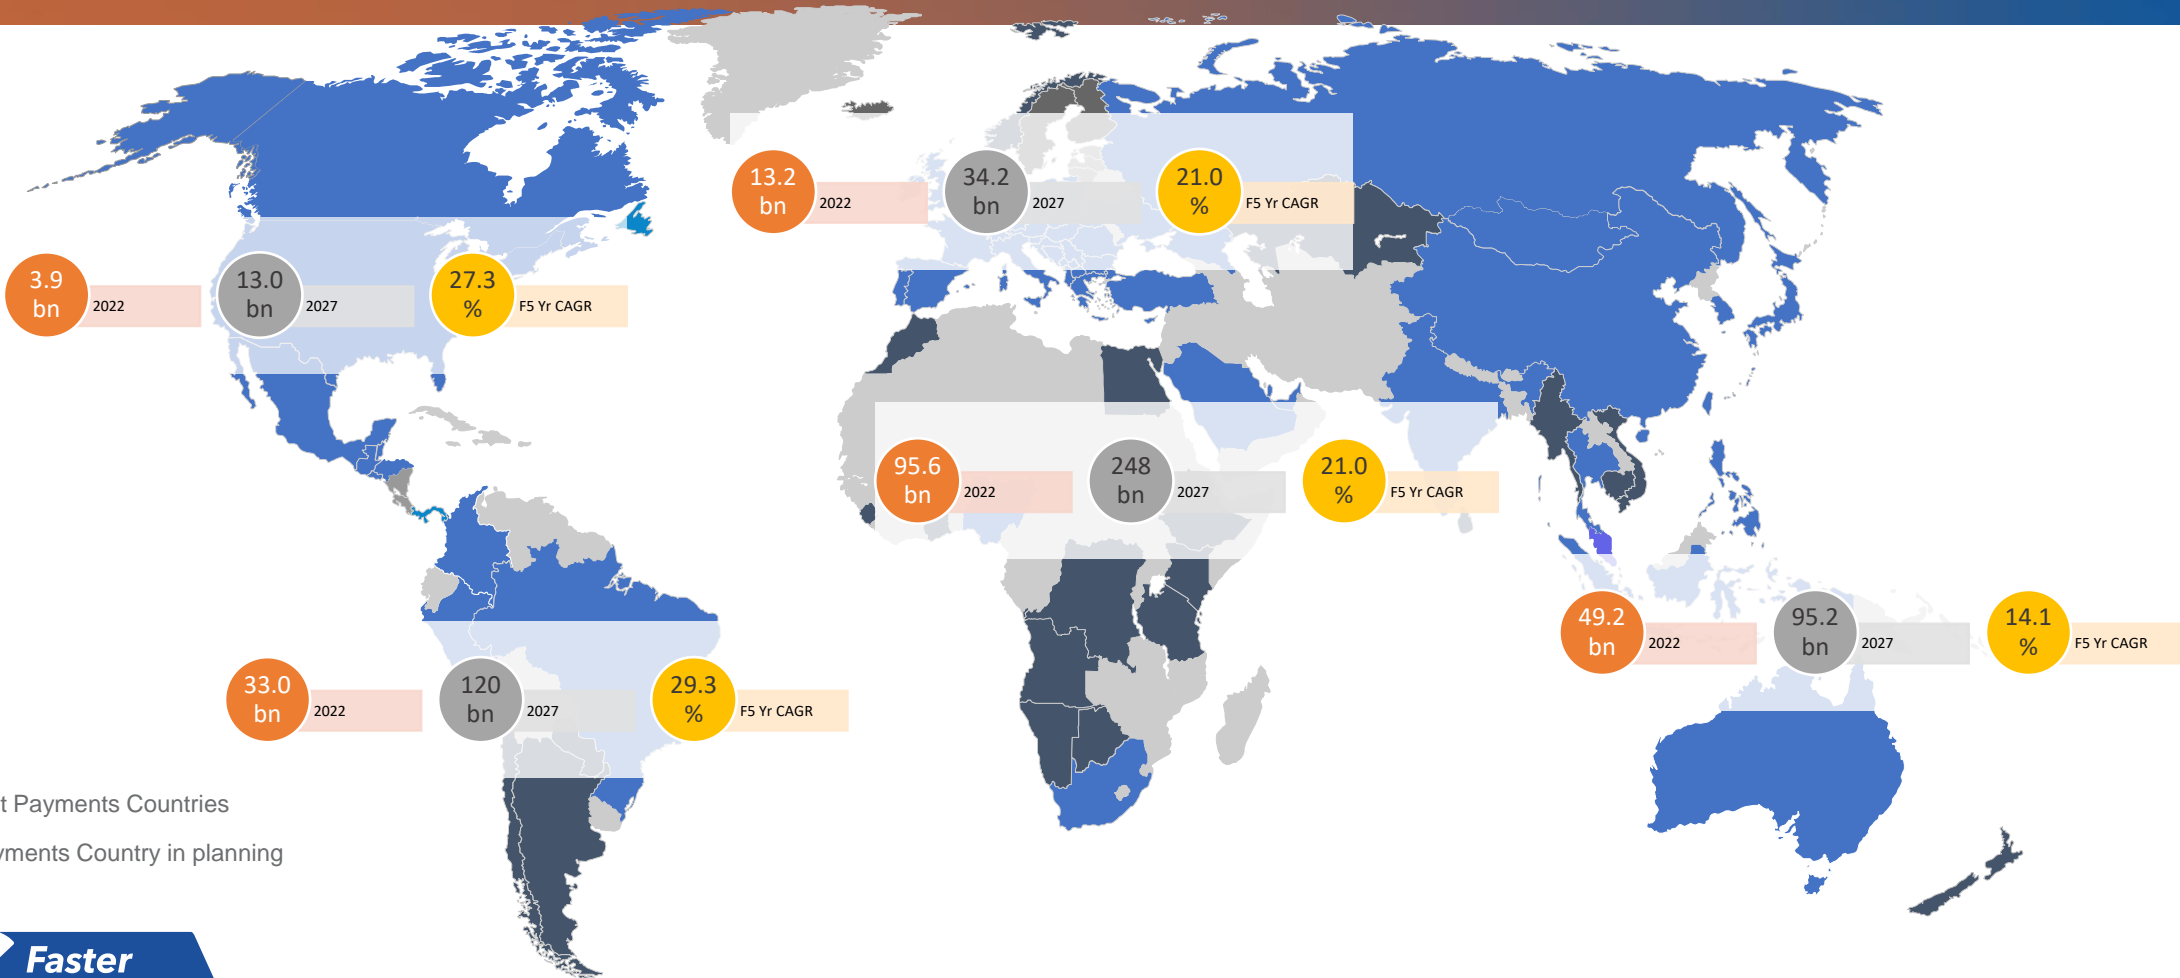 13.2
bn
2022
34.2
bn
2027
21.0
%
F5 Yr CAGR
3.9
bn
2022
13.0
bn
2027
27.3
%
F5 Yr CAGR
95.6
bn
2022
248
bn
2027
21.0
%
F5 Yr CAGR
49.2
bn
2022
95.2
bn
2027
14.1
%
F5 Yr CAGR
33.0
bn
2022
120
bn
2027
29.3
%
F5 Yr CAGR
t Payments Countries
yments Country in planning
Faster